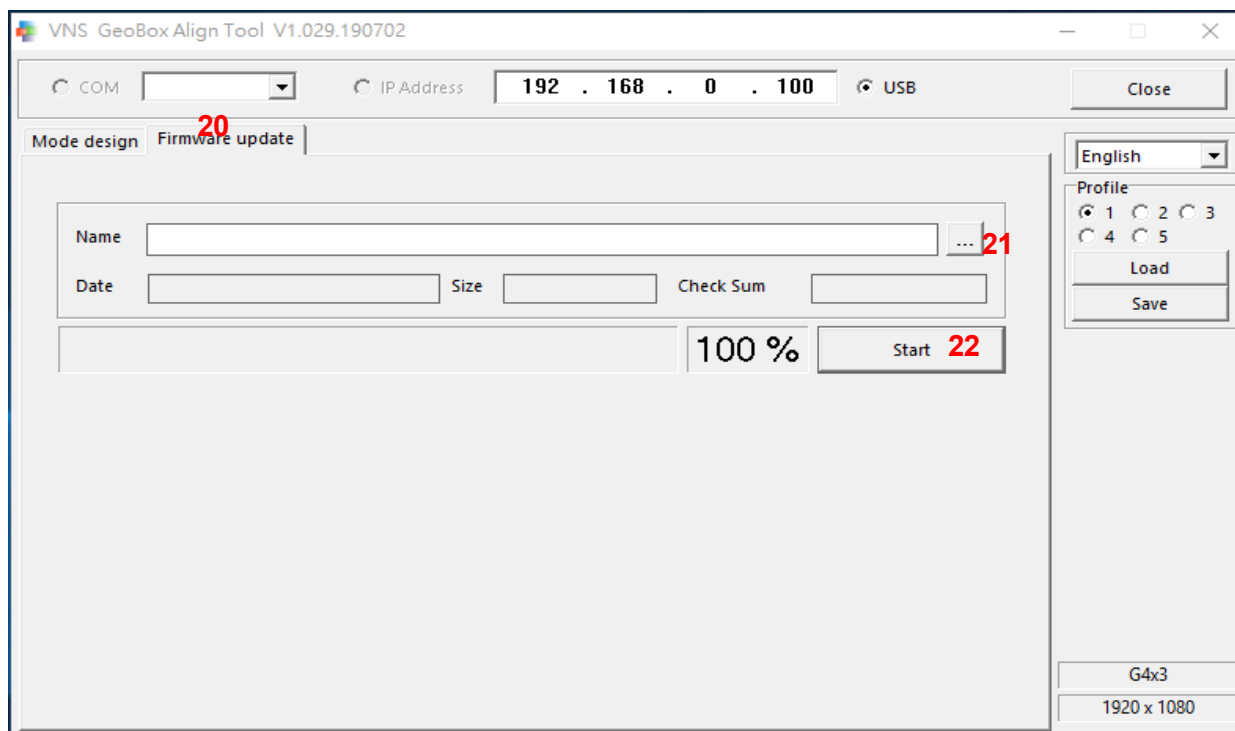 VNS GeoBox Align Tool V1.029.190702
COM
IP Address
192 . 168 . 0 . 100
USB
Close
20
Mode design
Firmware update
English
Profile
1 2 3
4 5
Load
Save
Name
... 21
Date
Size
Check Sum
100 %
Start 22
G4x3
1920 x 1080